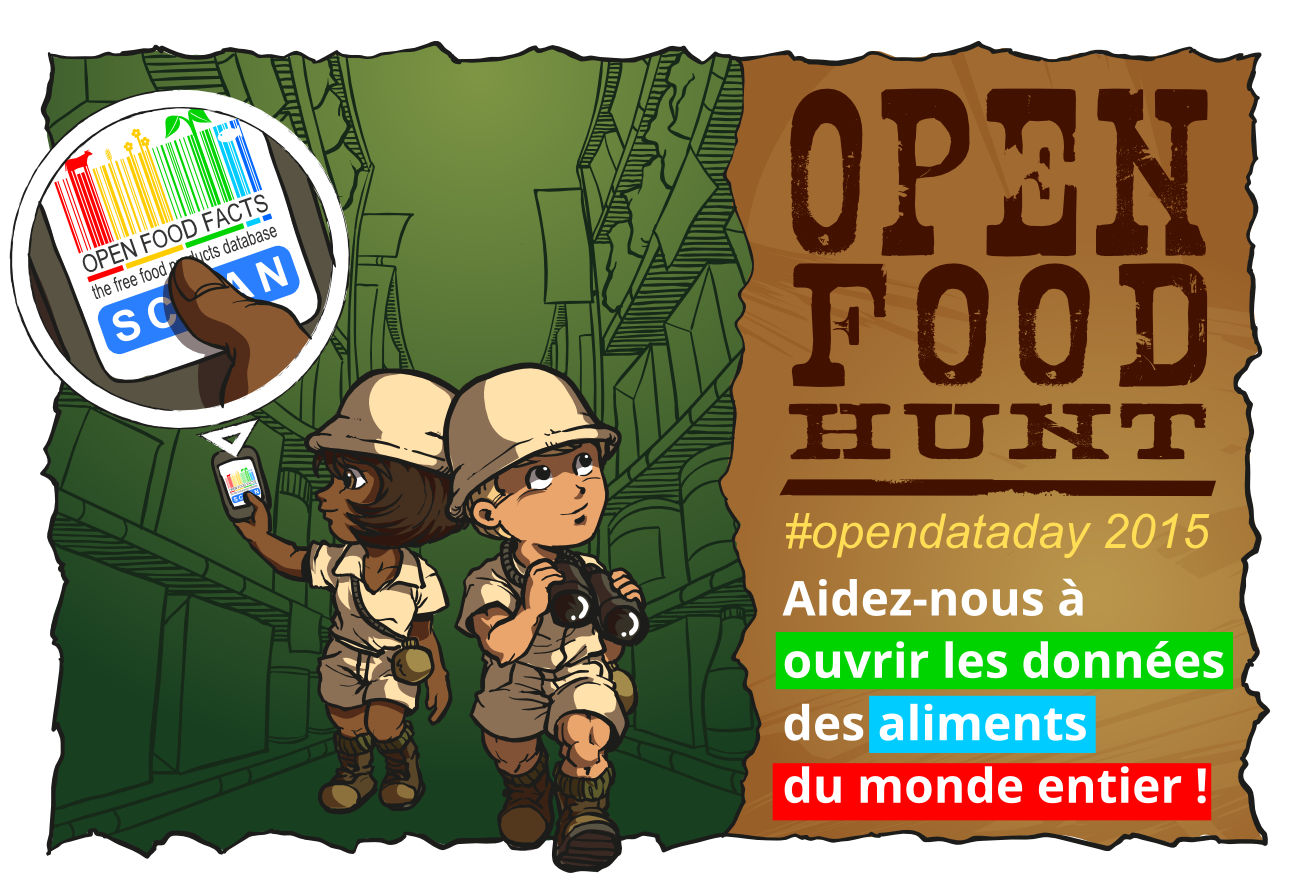 OPEN FOOD FACTS
the free food products database
SCAN
OPEN
FOOD
HUNT
#opendataday 2015
Aidez-nous à
ouvrir les données
des aliments
du monde entier !